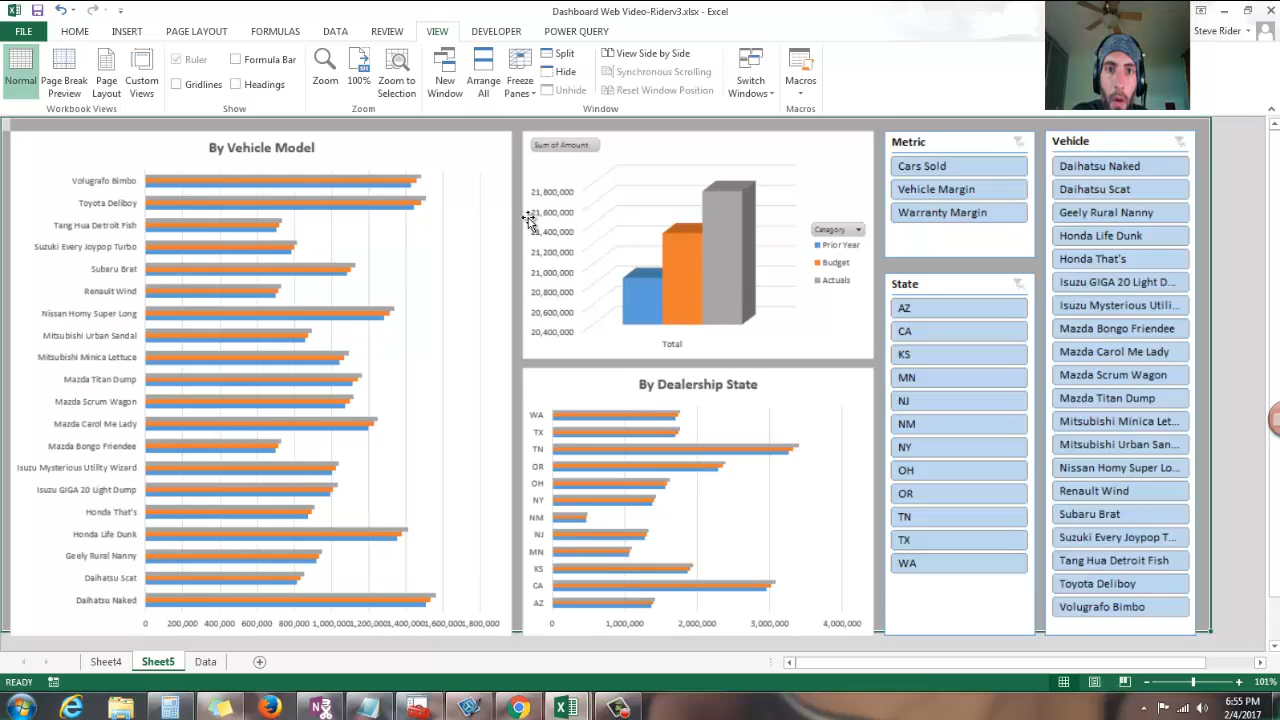 Dashboard Web Video-Riderv3.xlsx - Excel
FILE
HOME
INSERT
PAGE LAYOUT
FORMULAS
DATA
REVIEW
VIEW
DEVELOPER
POWER QUERY
Steve Rider
Normal
Page Break Preview
Page Layout
Custom Views
Workbook Views
Ruler
Formula Bar
Gridlines
Headings
Show
Zoom
100%
Zoom to Selection
Zoom
New Window
Arrange All
Freeze Panes
Split
Hide
Unhide
View Side by Side
Synchronous Scrolling
Reset Window Position
Window
Switch Windows
Macros
Macros
By Vehicle Model
Volugrafo Bimbo
Toyota Deliboy
Tang Hua Detroit Fish
Suzuki Every Joypop Turbo
Subaru Brat
Renault Wind
Nissan Homy Super Long
Mitsubishi Urban Sandal
Mitsubishi Minica Lettuce
Mazda Titan Dump
Mazda Scrum Wagon
Mazda Carol Me Lady
Mazda Bongo Friendee
Isuzu Mysterious Utility Wizard
Isuzu GIGA 20 Light Dump
Honda That's
Honda Life Dunk
Geely Rural Nanny
Daihatsu Scat
Daihatsu Naked
0 200,000 400,000 600,000 800,000 1,000,000 1,200,000 1,400,000 1,600,000 1,800,000
Sum of Amount
21,800,000
21,600,000
21,400,000
21,200,000
21,000,000
20,800,000
20,600,000
20,400,000
Total
Category
Prior Year
Budget
Actuals
By Dealership State
WA
TX
TN
OR
OH
NY
NM
NJ
MN
KS
CA
AZ
0 1,000,000 2,000,000 3,000,000 4,000,000
Metric
Cars Sold
Vehicle Margin
Warranty Margin
State
AZ
CA
KS
MN
NJ
NM
NY
OH
OR
TN
TX
WA
Vehicle
Daihatsu Naked
Daihatsu Scat
Geely Rural Nanny
Honda Life Dunk
Honda That's
Isuzu GIGA 20 Light D...
Isuzu Mysterious Utili...
Mazda Bongo Friendee
Mazda Carol Me Lady
Mazda Scrum Wagon
Mazda Titan Dump
Mitsubishi Minica Let...
Mitsubishi Urban San...
Nissan Homy Super Lo...
Renault Wind
Subaru Brat
Suzuki Every Joypop T...
Tang Hua Detroit Fish
Toyota Deliboy
Volugrafo Bimbo
Sheet4
Sheet5
Data
READY
101%
6:55 PM
2/4/2017